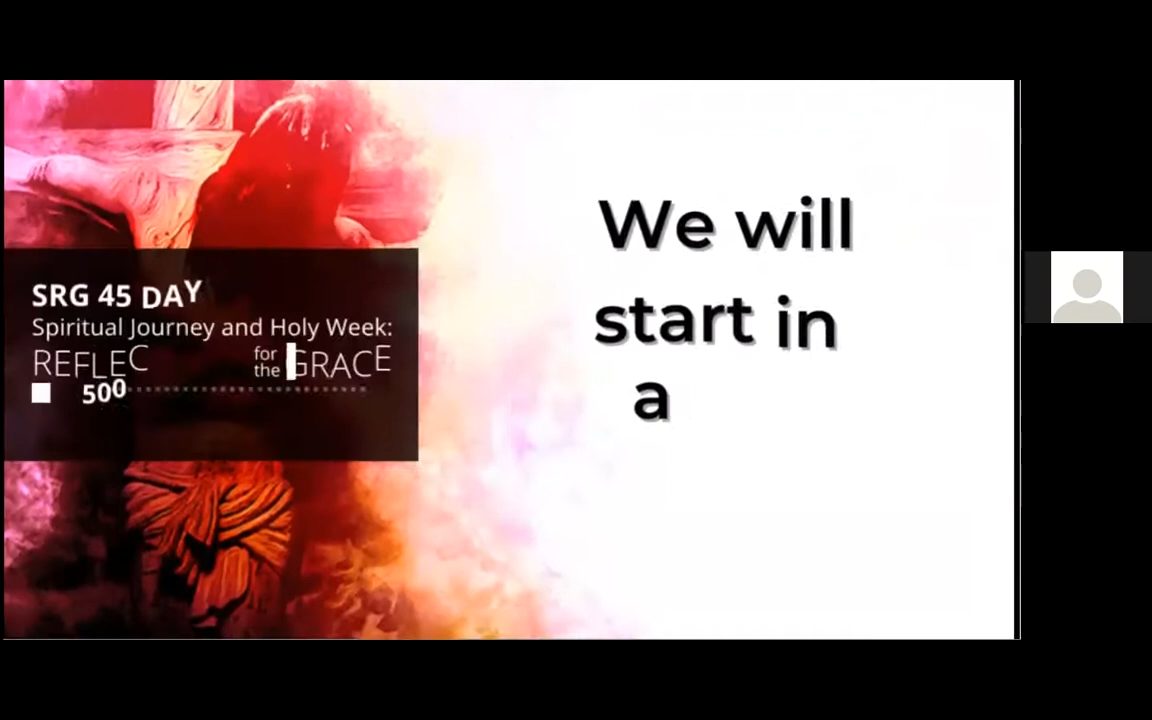 SRG 45 DAY
Spiritual Journey and Holy Week:
REFLEC for the GRACE
500
We will
start in
a